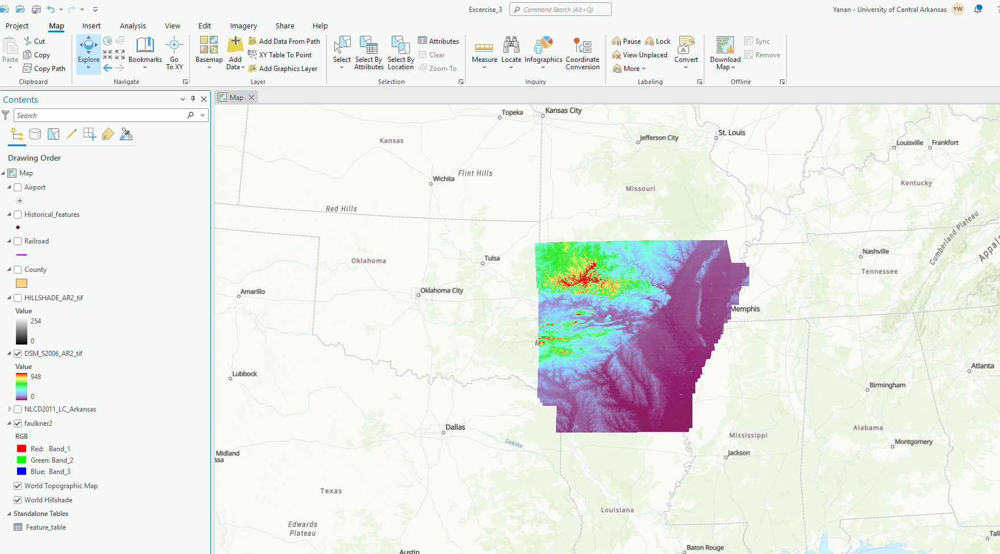 Excercise_3
Command Search (Alt+Q)
Yanan - University of Central Arkansas
YW
Project
Map
Insert
Analysis
View
Edit
Imagery
Share
Help
Paste
Cut
Copy
Copy Path
Clipboard
Explore
Bookmarks
Go
To XY
Navigate
Basemap
Add
Data
Add Data From Path
XY Table To Point
Add Graphics Layer
Layer
Select
Select By
Attributes
Select By
Location
Attributes
Clear
Zoom To
Selection
Measure
Locate
Infographics
Coordinate
Conversion
Inquiry
Pause
Lock
View Unplaced
More
Convert
Labeling
Download
Map
Sync
Remove
Offline
Contents
Search
Drawing Order
Map
Airport
Historical_features
Railroad
County
HILLSHADE_AR2_tif
Value
254
0
DSM_S2006_AR2_tif
Value
948
0
NLCD2011_LC_Arkansas
faulkner2
RGB
Red: Band_1
Green: Band_2
Blue: Band_3
World Topographic Map
World Hillshade
Standalone Tables
Feature_table
Map
Topeka
Kansas City
Kansas
Jefferson City
St. Louis
Louisville
Frankfort
Flint Hills
Wichita
Missouri
Kentucky
Red Hills
Cumberland Plateau
Appal
Nashville
Tennessee
Oklahoma
Tulsa
Amarillo
Oklahoma City
Memphis
Lubbock
Atlanta
Birmingham
Dallas
Sabine
Alabama
Mississippi
Montgomery
Midland
ssa
Jackson
Texas
Louisiana
Edwards
Plateau
Tall
Austin
Baton Rouge